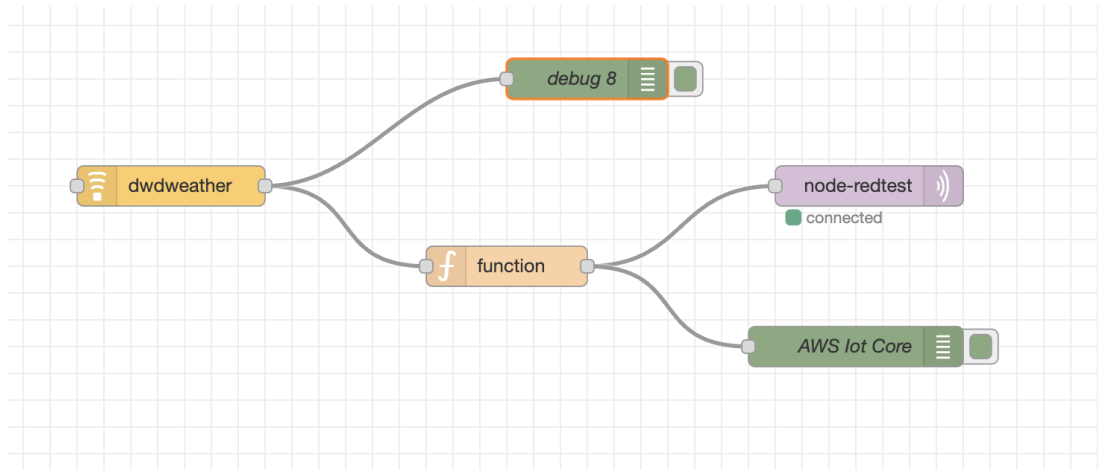 debug 8
dwdweather
node-redtest
connected
function
AWS Iot Core